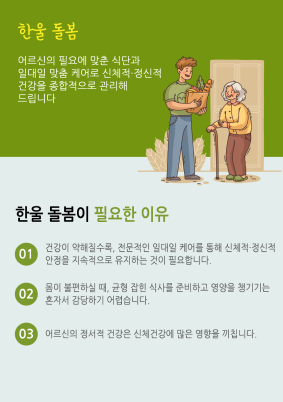 한울 돌봄
어르신의 필요에 맞춘 식단과
일대일 맞춤 케어로 신체적·정신적
건강을 종합적으로 관리해
드립니다
한울 돌봄이 필요한 이유
01 건강이 약해질수록, 전문적인 일대일 케어를 통해 신체적·정신적
안정을 지속적으로 유지하는 것이 필요합니다.
02 몸이 불편하실 때, 균형 잡힌 식사를 준비하고 영양을 챙기기는
혼자서 감당하기 어렵습니다.
03 어르신의 정서적 건강은 신체건강에 많은 영향을 끼칩니다.